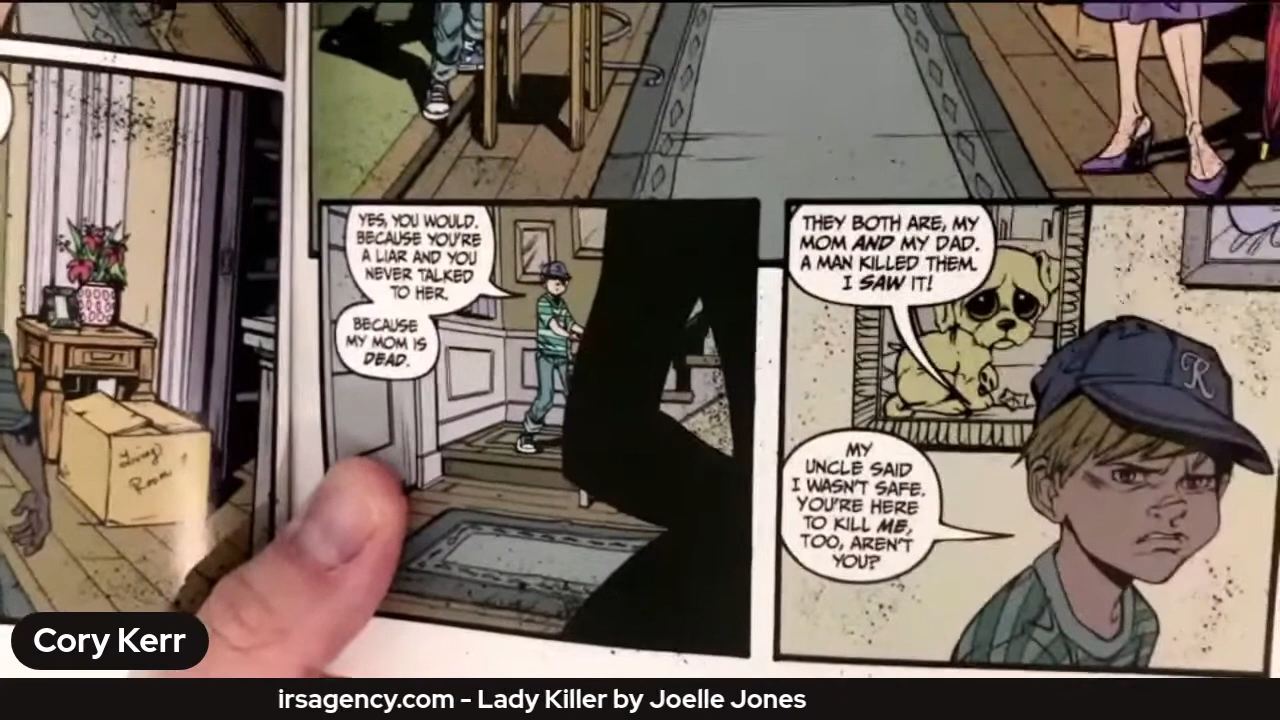 YES, YOU WOULD.
BECAUSE YOU'RE
A LIAR AND YOU
NEVER TALKED
TO HER.
BECAUSE
MY MOM IS
DEAD.
THEY BOTH ARE, MY
MOM AND MY DAD.
A MAN KILLED THEM.
I SAW IT!
MY
UNCLE SAID
I WASN'T SAFE.
YOU'RE HERE
TO KILL ME,
TOO, AREN'T
YOU?
R
Living
Room
Cory Kerr
irsagency.com - Lady Killer by Joelle Jones